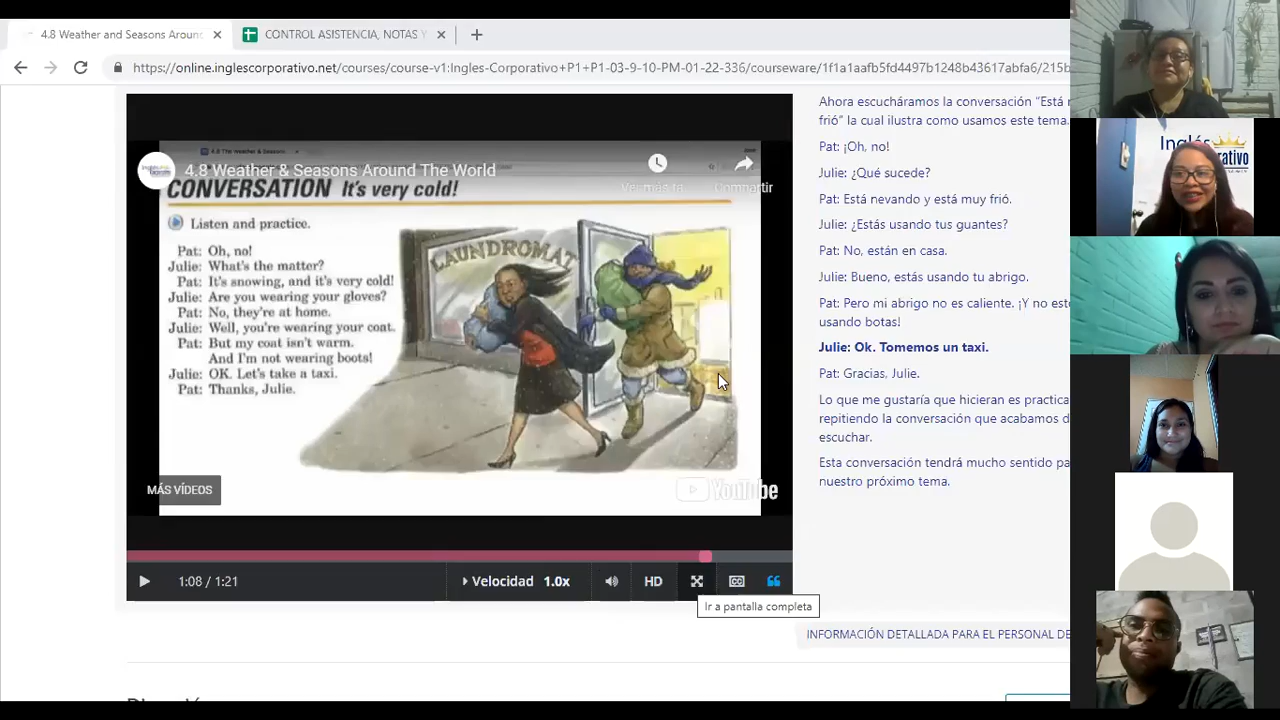 4.8 Weather and Seasons Aroun
CONTROL ASISTENCIA, NOTAS Y
https://online.inglescorporativo.net/courses/course-v1:Ingles-Corporativo+P1+P1-03-9-10-PM-01-22-336/courseware/1f1a1aafb5fd4497b1248b43617abfa6/215b
4.8 Weather & Seasons Around The World
Ver más ta
Compartir
CONVERSATION It's very cold!
Listen and practice.
Pat: Oh, no!
Julie: What's the matter?
Pat: It's snowing, and it's very cold!
Julie: Are you wearing your gloves?
Pat: No, they're at home.
Julie: Well, you're wearing your coat.
Pat: But my coat isn't warm.
And I'm not wearing boots!
Julie: OK. Let's take a taxi.
Pat: Thanks, Julie.
LAUNDROMAT
MÁS VÍDEOS
YouTube
1:08 / 1:21
Velocidad 1.0x
HD
Ir a pantalla completa
Ahora escucháramos la conversación "Está
frió" la cual ilustra como usamos este tema.
Pat: ¡Oh, no!
Julie: ¿Qué sucede?
Pat: Está nevando y está muy frió.
Julie: ¿Estás usando tus guantes?
Pat: No, están en casa.
Julie: Bueno, estás usando tu abrigo.
Pat: Pero mi abrigo no es caliente. ¡Y no est
usando botas!
Julie: Ok. Tomemos un taxi.
Pat: Gracias, Julie.
Lo que me gustaría que hicieran es practica
repitiendo la conversación que acabamos d
escuchar.
Esta conversación tendrá mucho sentido pa
nuestro próximo tema.
INFORMACIÓN DETALLADA PARA EL PERSONAL DE
Inglés